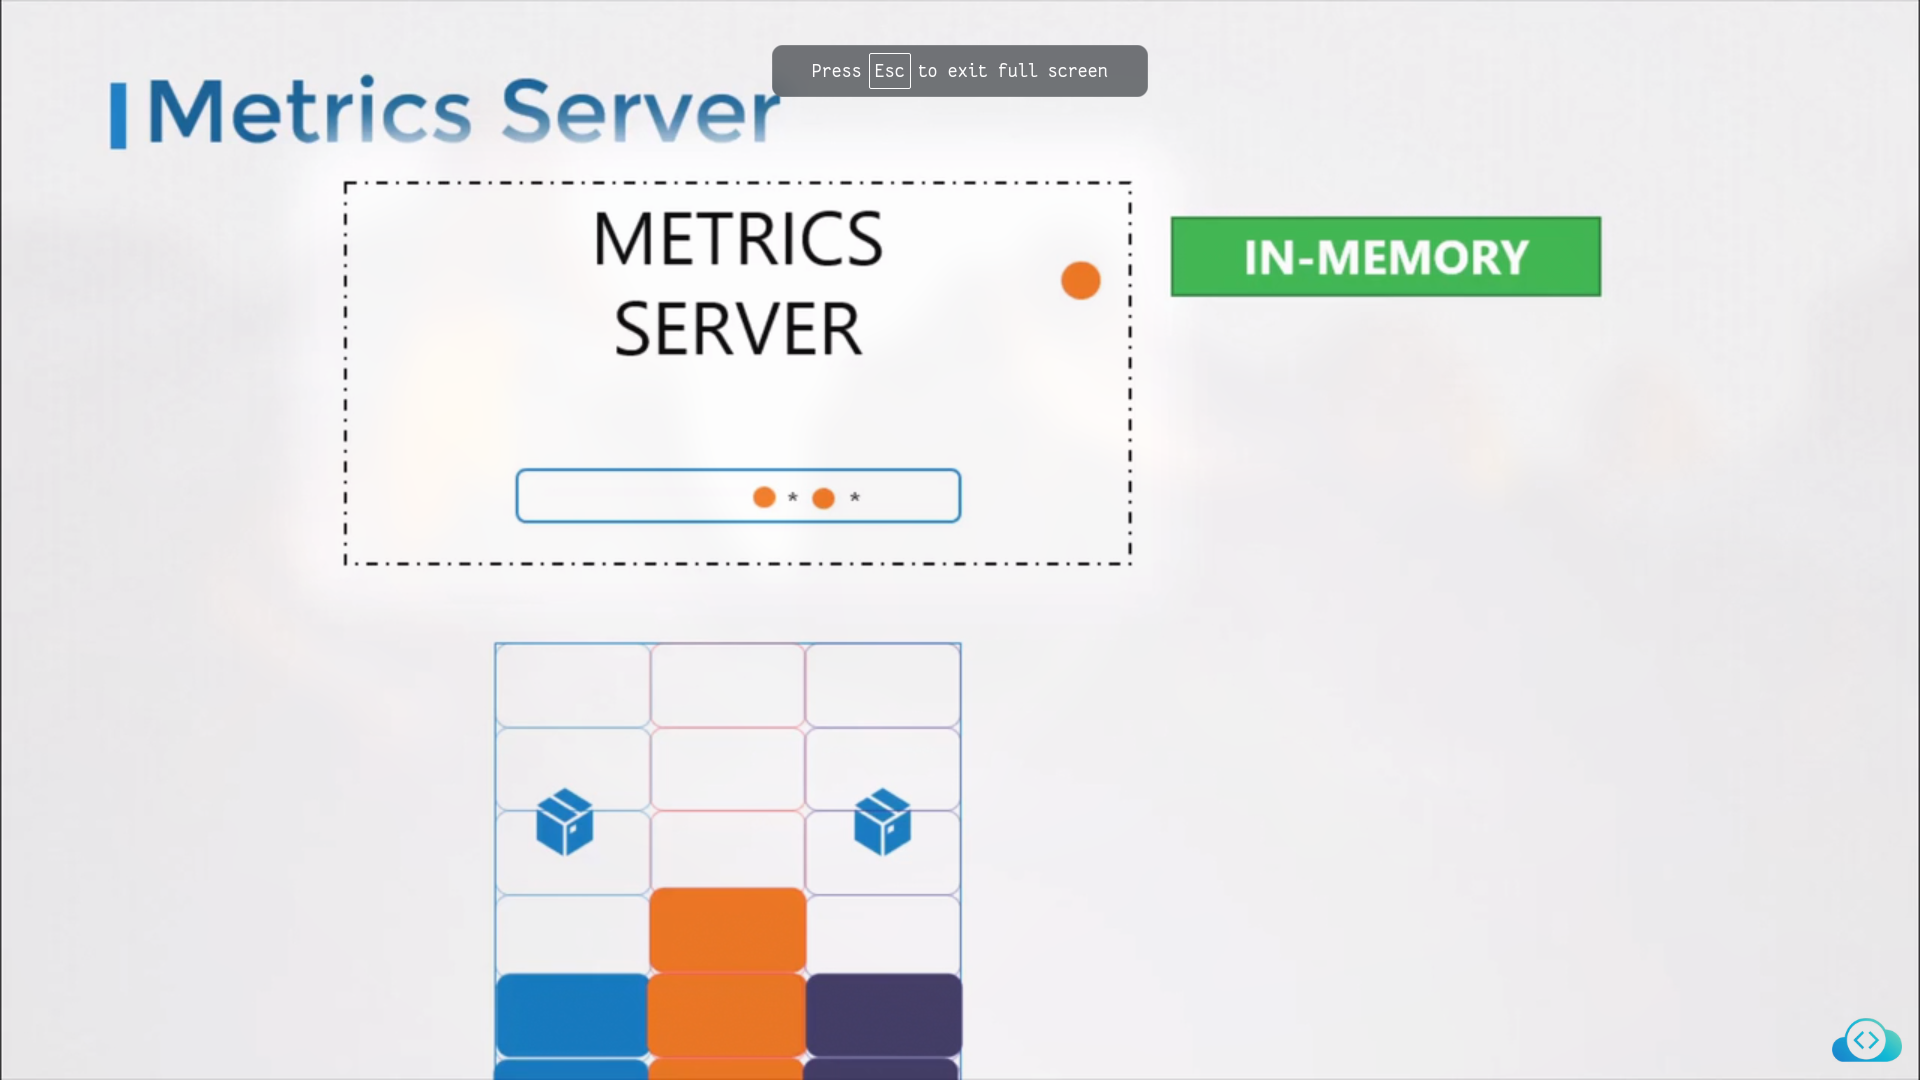 Press Esc to exit full screen
Metrics Server
METRICS
SERVER
IN-MEMORY
* *